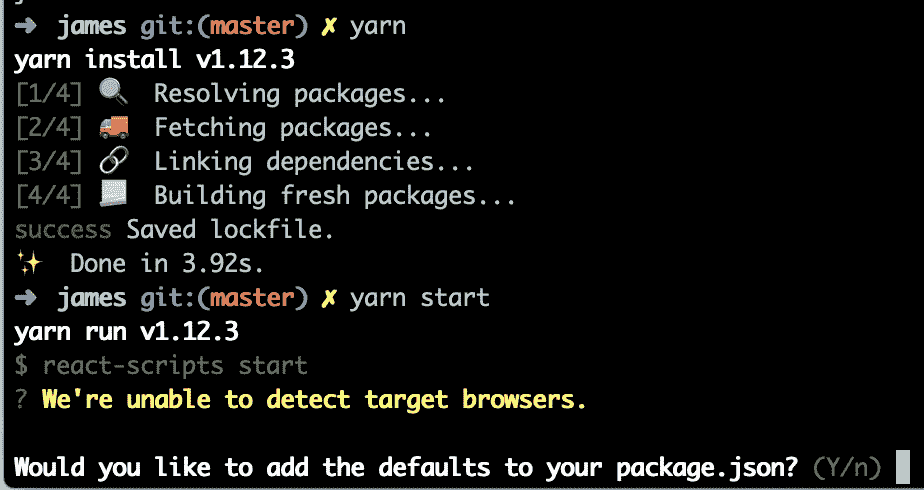 ➜ james git:(master) ✗ yarn
yarn install v1.12.3
[1/4] 🔍 Resolving packages...
[2/4] 🚚 Fetching packages...
[3/4] 🔗 Linking dependencies...
[4/4] 📃 Building fresh packages...
success Saved lockfile.
✨ Done in 3.92s.
➜ james git:(master) ✗ yarn start
yarn run v1.12.3
$ react-scripts start
? We're unable to detect target browsers.
Would you like to add the defaults to your package.json? (Y/n)